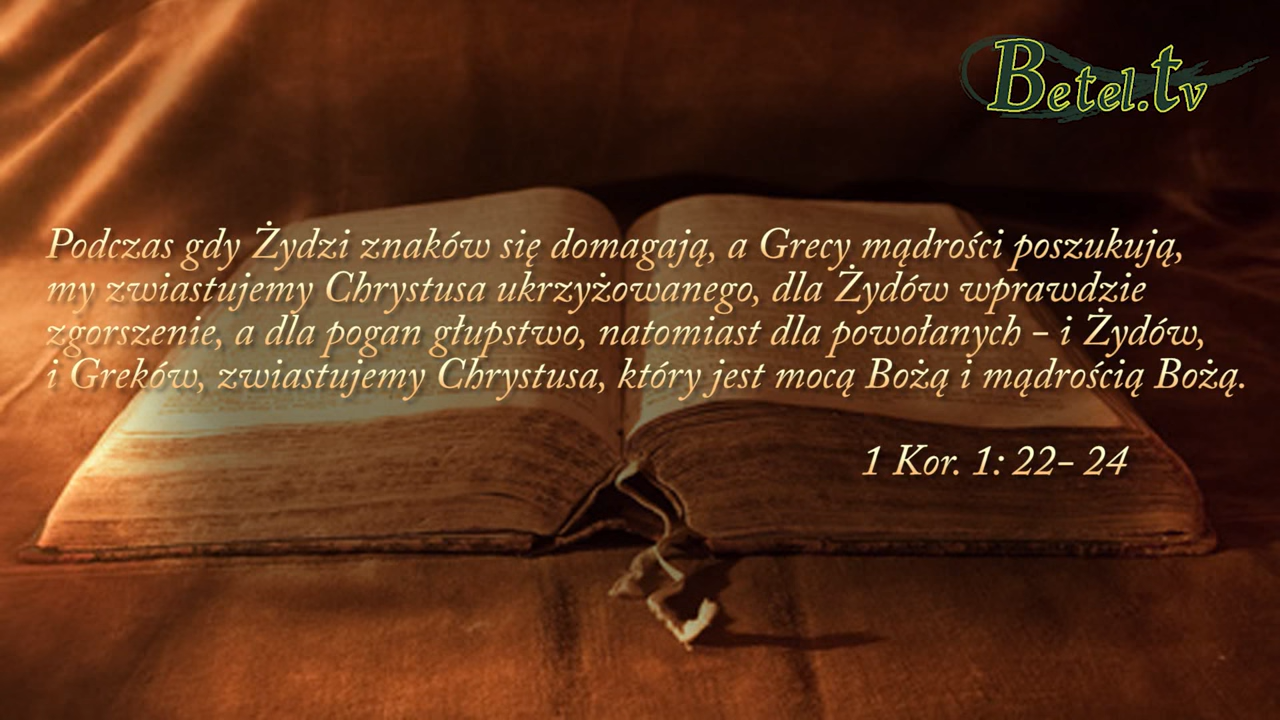 Betel.tv
Podczas gdy Żydzi znaków się domagają, a Grecy mądrości poszukują,
my zwiastujemy Chrystusa ukrzyżowanego, dla Żydów wprawdzie
zgorszenie, a dla pogan głupstwo, natomiast dla powołanych – i Żydów,
i Greków, zwiastujemy Chrystusa, który jest mocą Bożą i mądrością Bożą.
1 Kor. 1: 22- 24